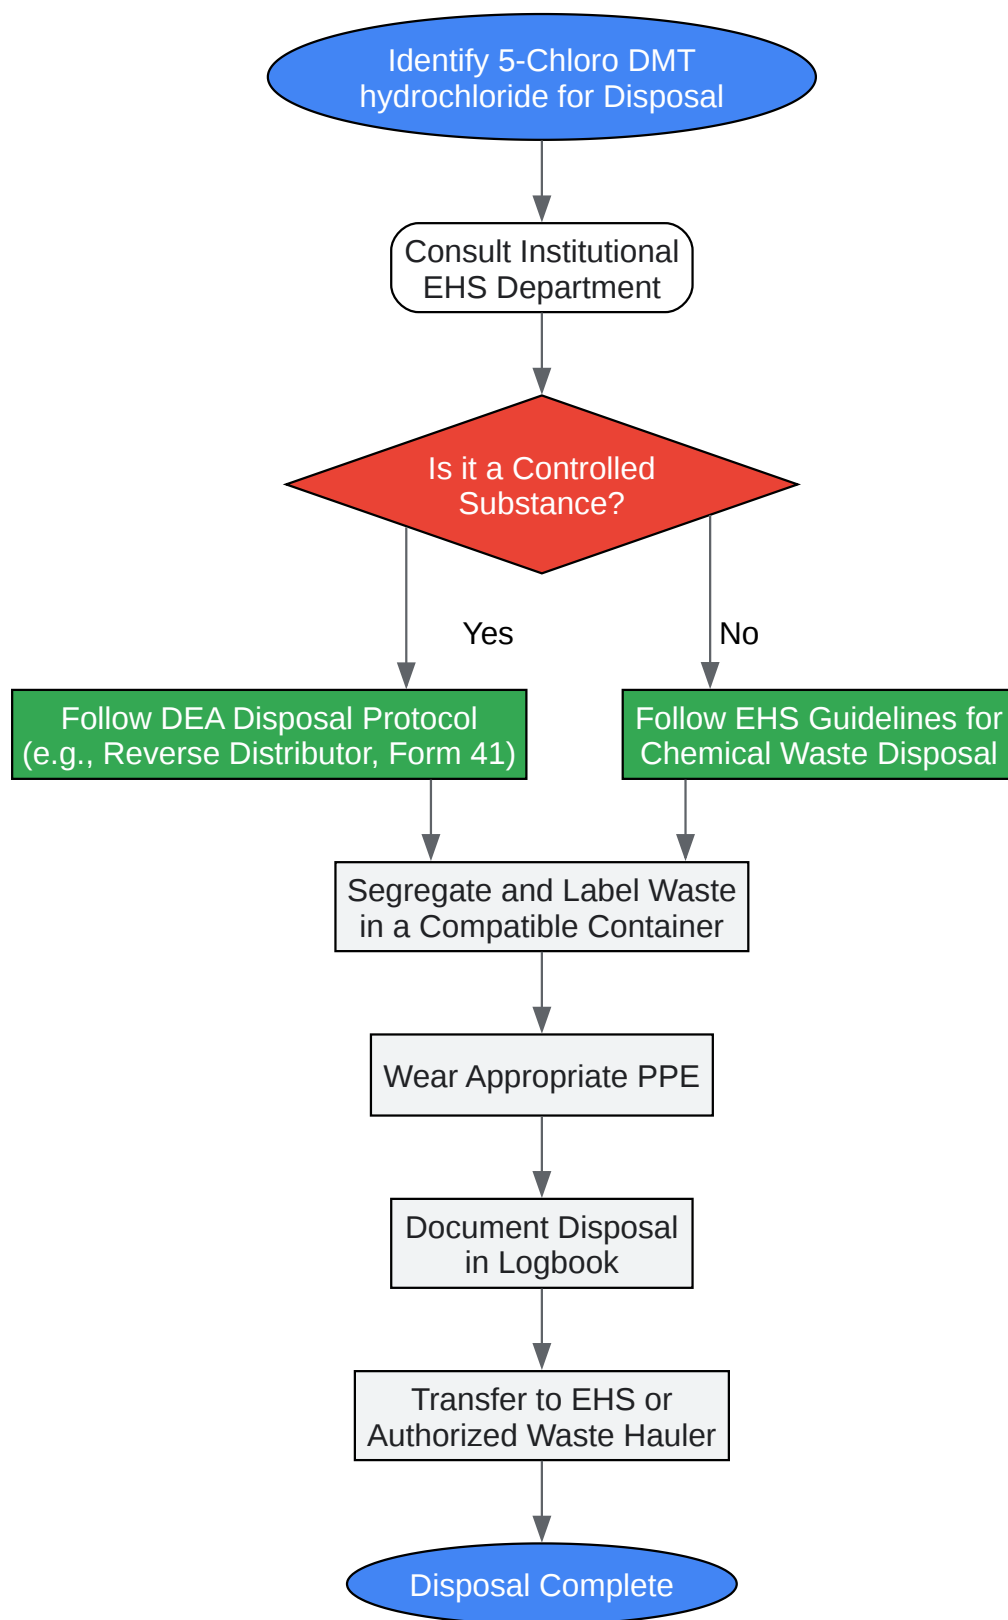 Identify 5-Chloro DMT
hydrochloride for Disposal
Consult Institutional
EHS Department
Is it a Controlled
Substance?
Yes
No
Follow DEA Disposal Protocol
(e.g., Reverse Distributor, Form 41)
Follow EHS Guidelines for
Chemical Waste Disposal
Segregate and Label Waste
in a Compatible Container
Wear Appropriate PPE
Document Disposal
in Logbook
Transfer to EHS or
Authorized Waste Hauler
Disposal Complete